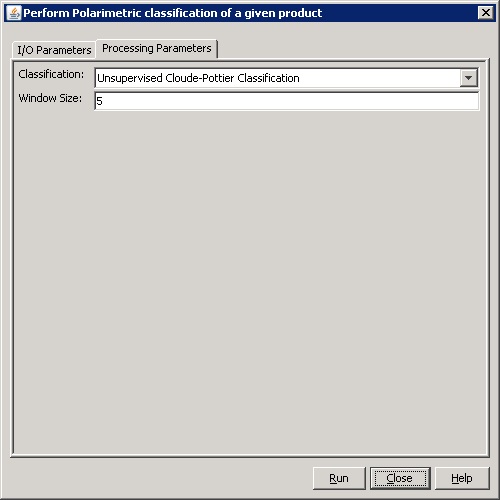 Perform Polarimetric classification of a given product
I/O Parameters Processing Parameters
Classification: Unsupervised Cloude-Pottier Classification
Window Size: 5
Run Close Help